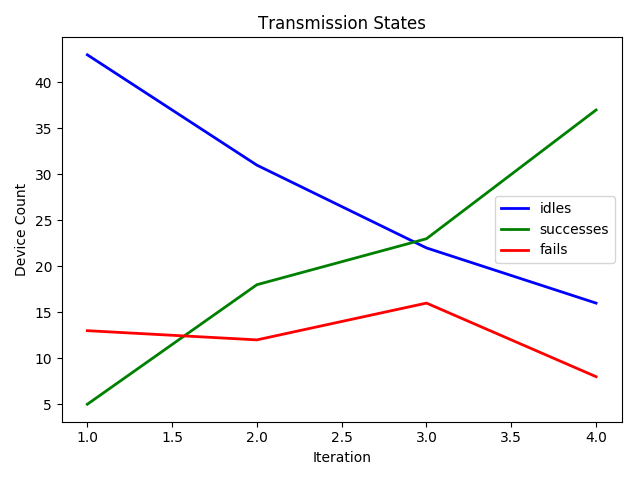 Transmission States
Device Count
40
35
30
25
20
15
10
5
idles
successes
fails
1.0 1.5 2.0 2.5 3.0 3.5 4.0
Iteration